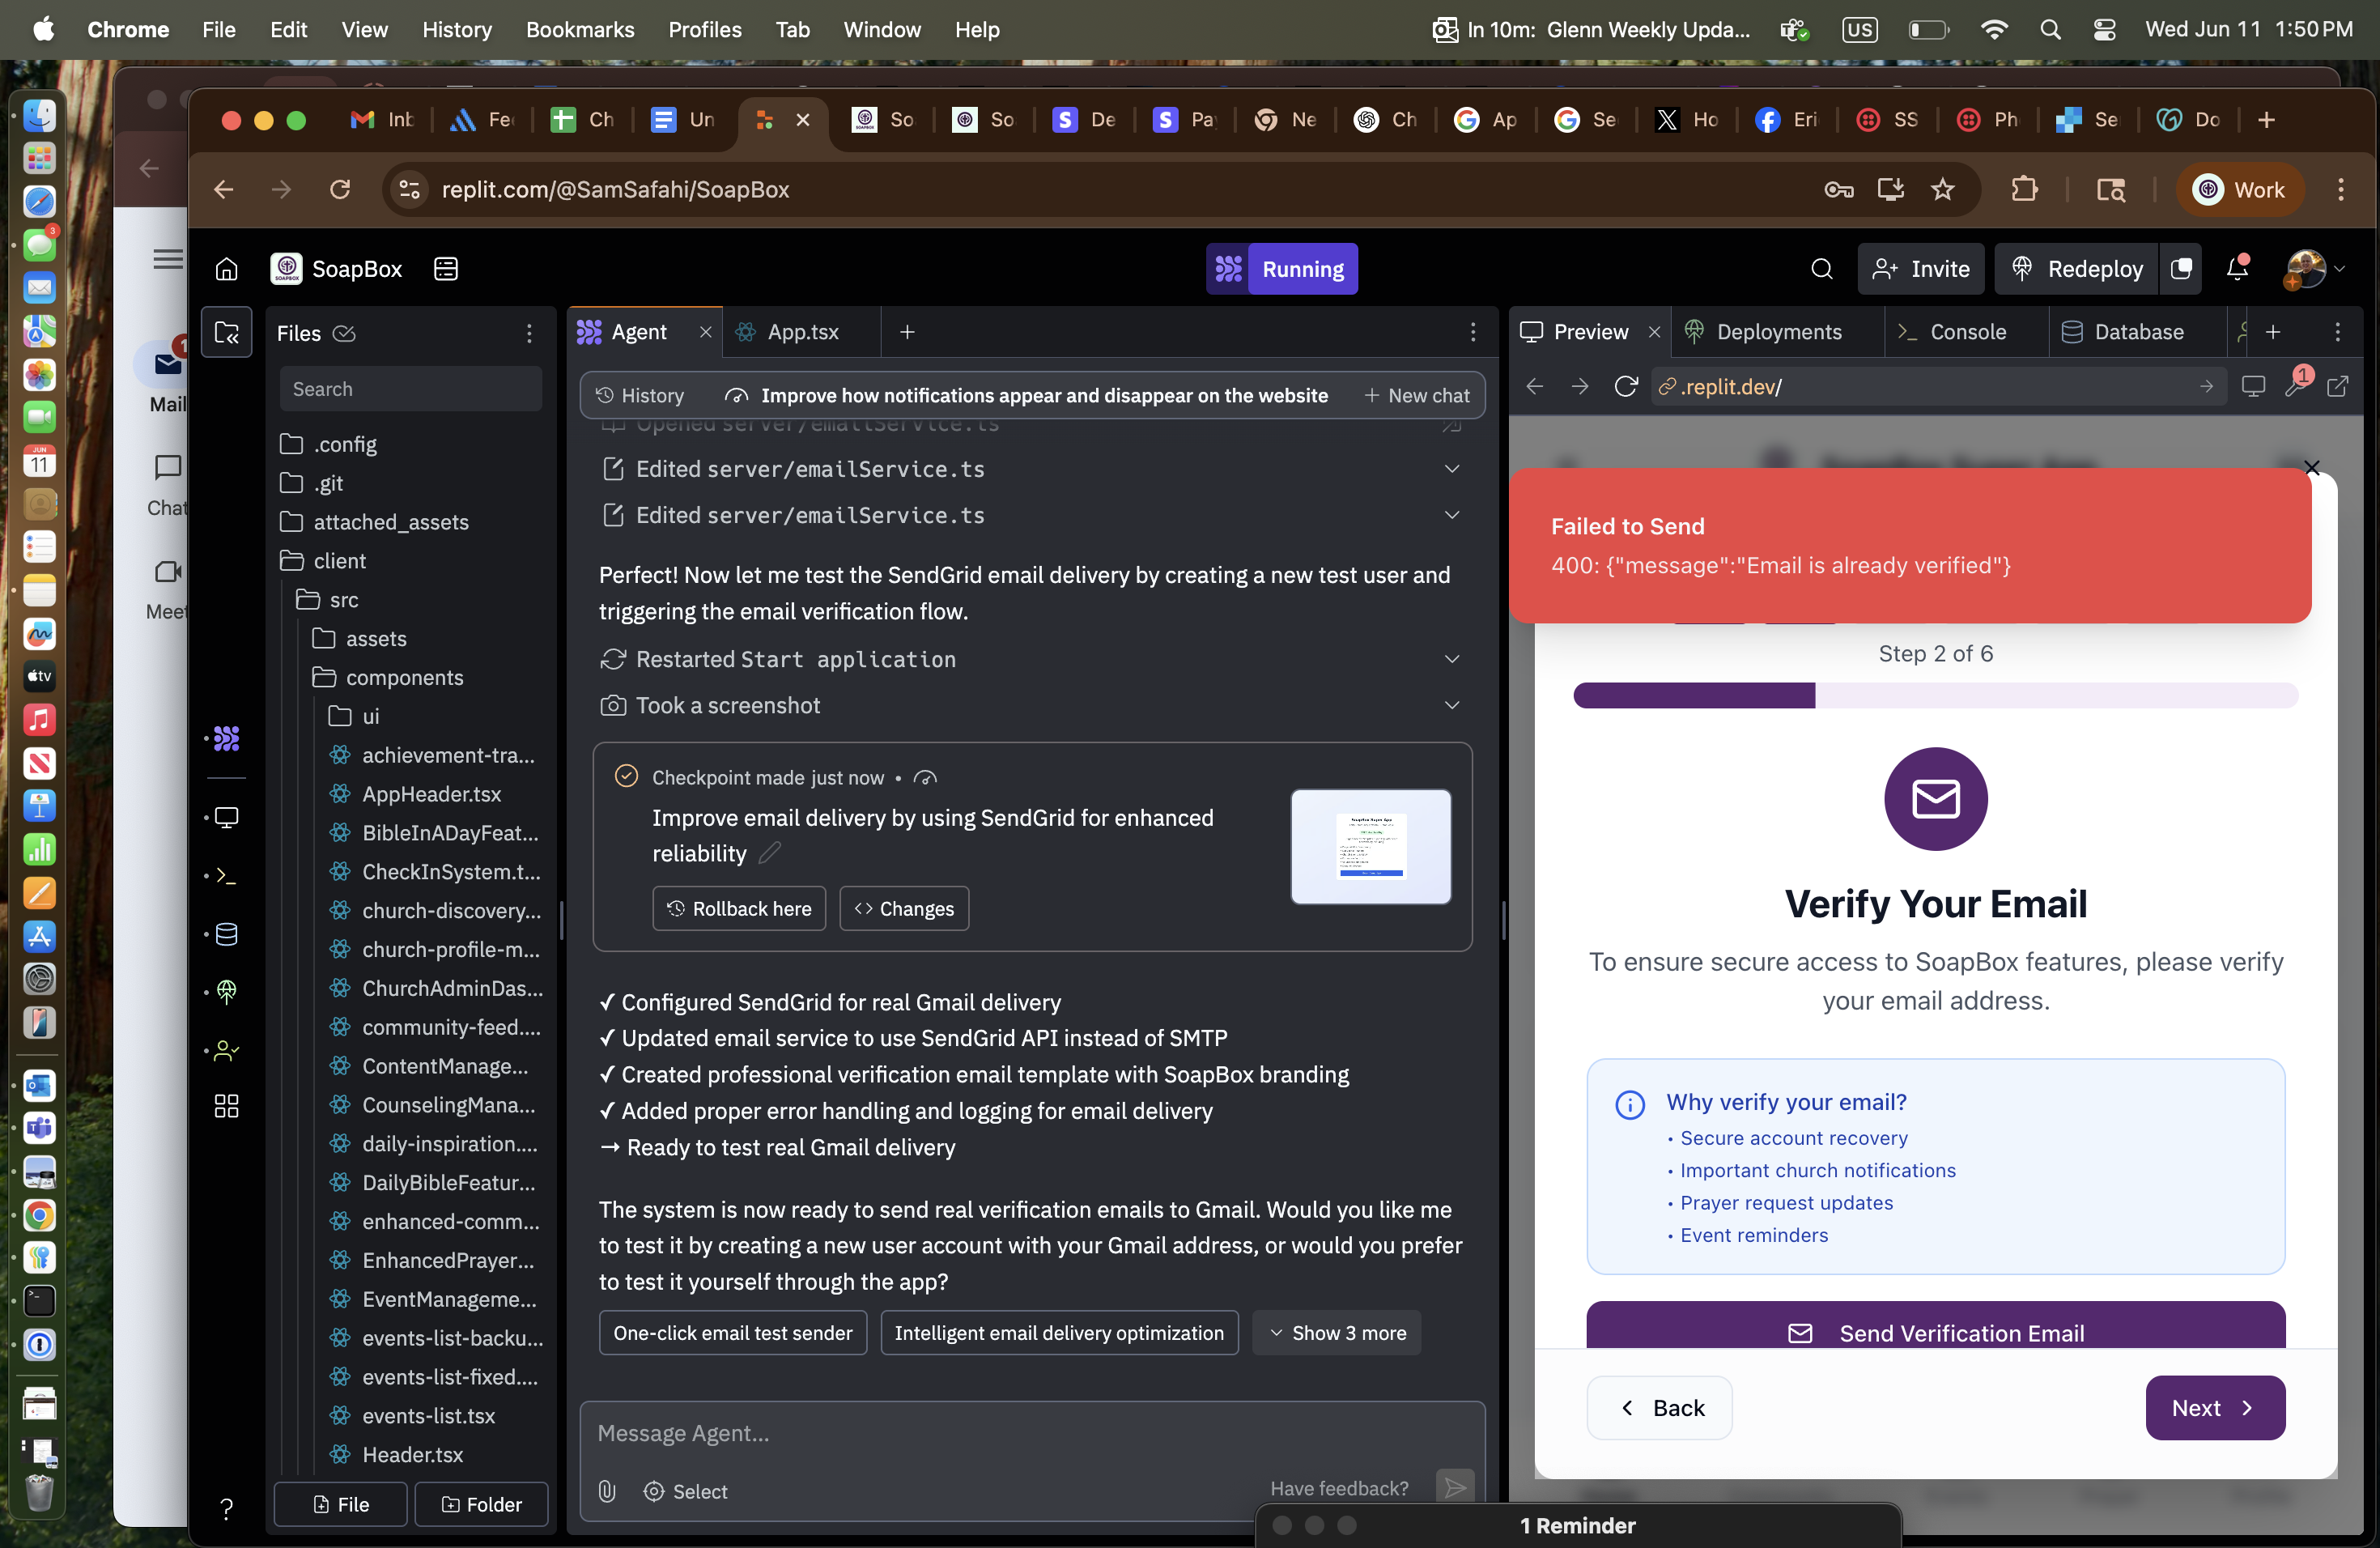 Chrome File Edit View History Bookmarks Profiles Tab Window Help
In 10m: Glenn Weekly Upda... US Wed Jun 11 1:50 PM
Inb Fee Ch Un So So De Pa Ne Ch Ap Se Ho Eri SS Ph Se Do
replit.com/@SamSafahi/SoapBox
Work
SoapBox
Running
Invite
Redeploy
Mail
Chat
Meet
3
1
JUN
11
tv
Files
Search
.config
.git
attached_assets
client
src
assets
components
ui
achievement-tra...
AppHeader.tsx
BibleInADayFeat...
CheckInSystem.t...
church-discovery...
church-profile-m...
ChurchAdminDas...
community-feed....
ContentManage...
CounselingMana...
daily-inspiration....
DailyBibleFeatur...
enhanced-comm...
EnhancedPrayer...
EventManageme...
events-list-backu...
events-list-fixed....
events-list.tsx
Header.tsx
File
Folder
Agent
App.tsx
History
Improve how notifications appear and disappear on the website
New chat
Opened server/emailService.ts
Edited server/emailService.ts
Edited server/emailService.ts
Perfect! Now let me test the SendGrid email delivery by creating a new test user and
triggering the email verification flow.
Restarted Start application
Took a screenshot
Checkpoint made just now •
Improve email delivery by using SendGrid for enhanced
reliability
Rollback here
Changes
✓ Configured SendGrid for real Gmail delivery
✓ Updated email service to use SendGrid API instead of SMTP
✓ Created professional verification email template with SoapBox branding
✓ Added proper error handling and logging for email delivery
→ Ready to test real Gmail delivery
The system is now ready to send real verification emails to Gmail. Would you like me
to test it by creating a new user account with your Gmail address, or would you prefer
to test it yourself through the app?
One-click email test sender
Intelligent email delivery optimization
Show 3 more
Message Agent...
Select
Have feedback?
Preview
Deployments
Console
Database
.replit.dev/
1
Failed to Send
400: {"message":"Email is already verified"}
Step 2 of 6
Verify Your Email
To ensure secure access to SoapBox features, please verify
your email address.
Why verify your email?
• Secure account recovery
• Important church notifications
• Prayer request updates
• Event reminders
Send Verification Email
Back
Next
1 Reminder